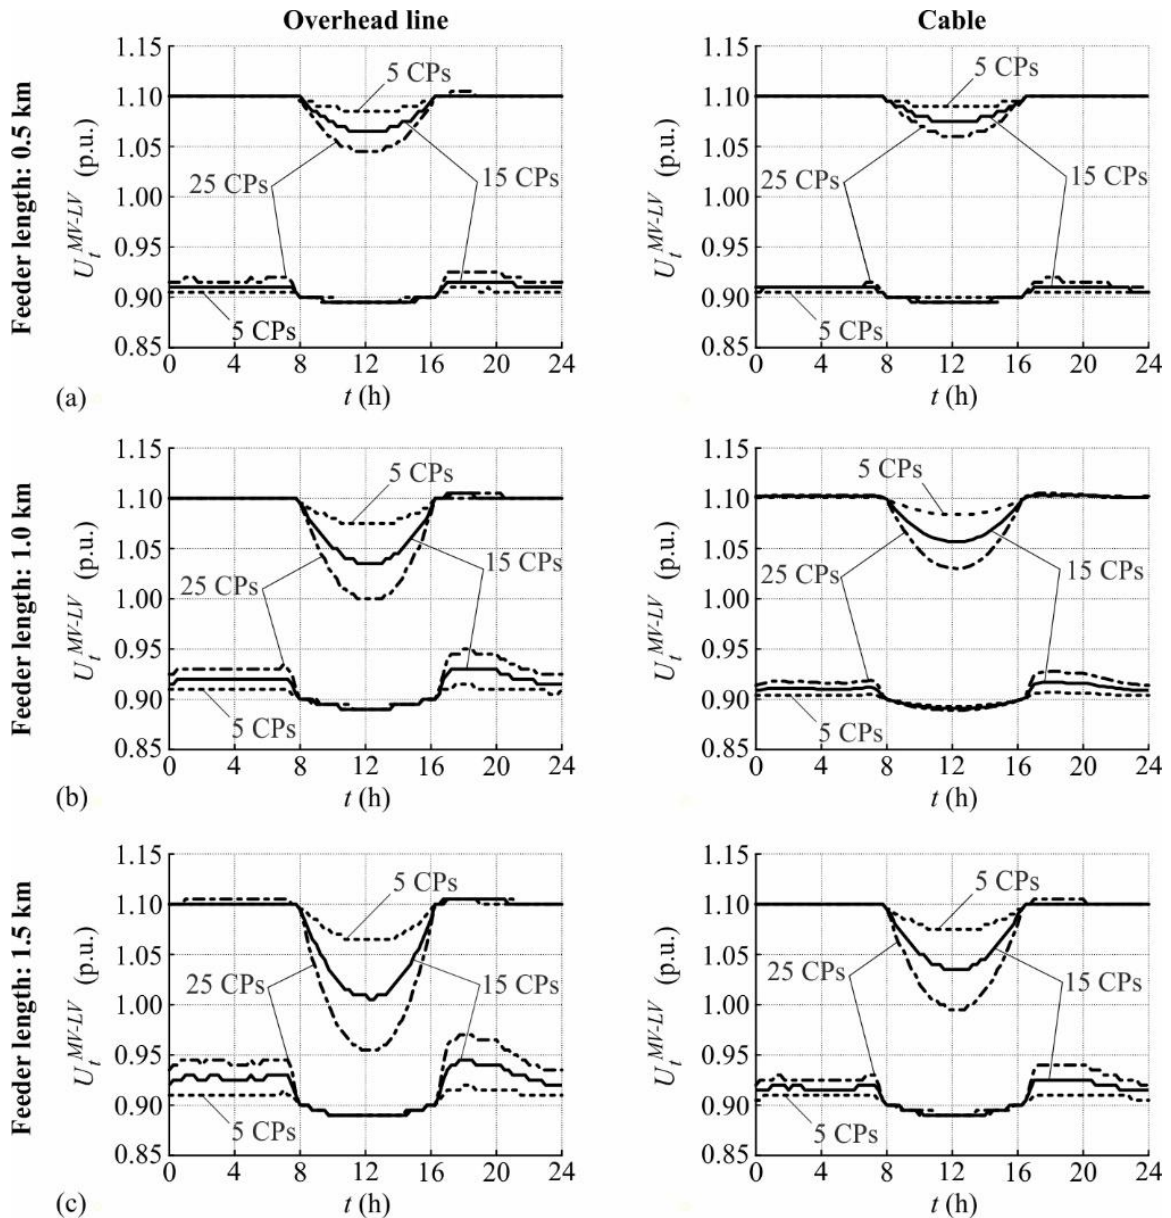 Overhead line
Cable
Feeder length: 0.5 km
1.15
1.10
1.05
1.00
0.95
0.90
0.85
U_t^{MV-LV} (p.u.)
5 CPs
25 CPs
15 CPs
5 CPs
0 4 8 12 16 20 24
t (h)
1.15
1.10
1.05
1.00
0.95
0.90
0.85
U_t^{MV-LV} (p.u.)
5 CPs
25 CPs
15 CPs
5 CPs
0 4 8 12 16 20 24
t (h)
(a)
Feeder length: 1.0 km
1.15
1.10
1.05
1.00
0.95
0.90
0.85
U_t^{MV-LV} (p.u.)
5 CPs
25 CPs
15 CPs
5 CPs
0 4 8 12 16 20 24
t (h)
1.15
1.10
1.05
1.00
0.95
0.90
0.85
U_t^{MV-LV} (p.u.)
5 CPs
25 CPs
15 CPs
5 CPs
0 4 8 12 16 20 24
t (h)
(b)
Feeder length: 1.5 km
1.15
1.10
1.05
1.00
0.95
0.90
0.85
U_t^{MV-LV} (p.u.)
5 CPs
25 CPs
15 CPs
5 CPs
0 4 8 12 16 20 24
t (h)
1.15
1.10
1.05
1.00
0.95
0.90
0.85
U_t^{MV-LV} (p.u.)
5 CPs
25 CPs
15 CPs
5 CPs
0 4 8 12 16 20 24
t (h)
(c)